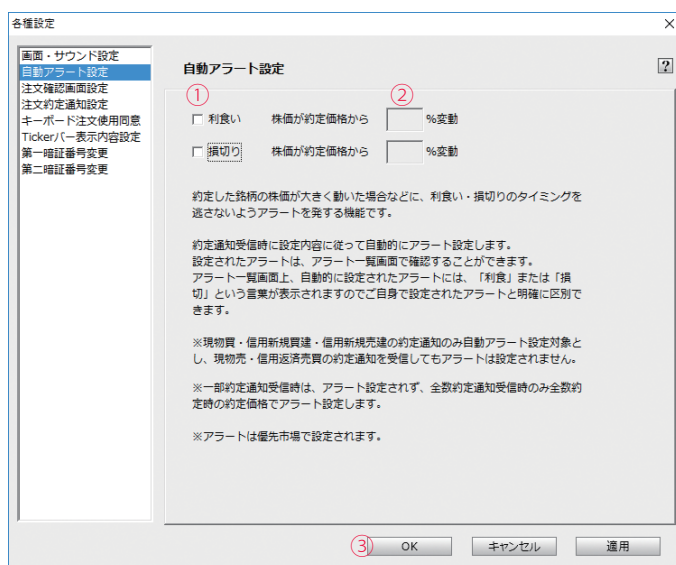 各種設定
×
画面・サウンド設定
自動アラート設定
注文確認画面設定
注文約定通知設定
キーボード注文使用同意
Tickerバー表示内容設定
第一暗証番号変更
第二暗証番号変更
自動アラート設定
?
① ②
利食い 株価が約定価格から %変動
損切り 株価が約定価格から %変動
約定した銘柄の株価が大きく動いた場合などに、利食い・損切りのタイミングを
逃さないようアラートを発する機能です。
約定通知受信時に設定内容に従って自動的にアラート設定します。
設定されたアラートは、アラート一覧画面で確認することができます。
アラート一覧画面上、自動的に設定されたアラートには、「利食」または「損
切」という言葉が表示されますのでご自身で設定されたアラートと明確に区別で
きます。
※現物買・信用新規買建・信用新規売建の約定通知のみ自動アラート設定対象と
し、現物売・信用返済売買の約定通知を受信してもアラートは設定されません。
※一部約定通知受信時は、アラート設定されず、全数約定通知受信時のみ全数約
定時の約定価格でアラート設定します。
※アラートは優先市場で設定されます。
③ OK キャンセル 適用